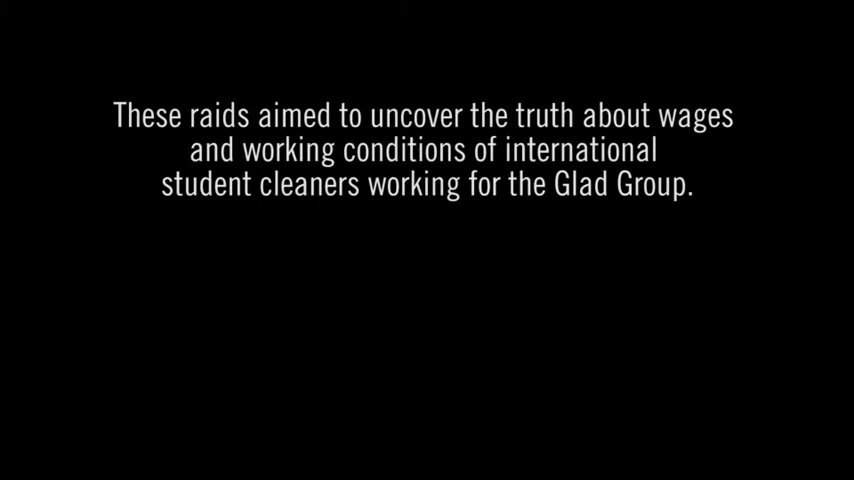 These raids aimed to uncover the truth about wages
and working conditions of international
student cleaners working for the Glad Group.